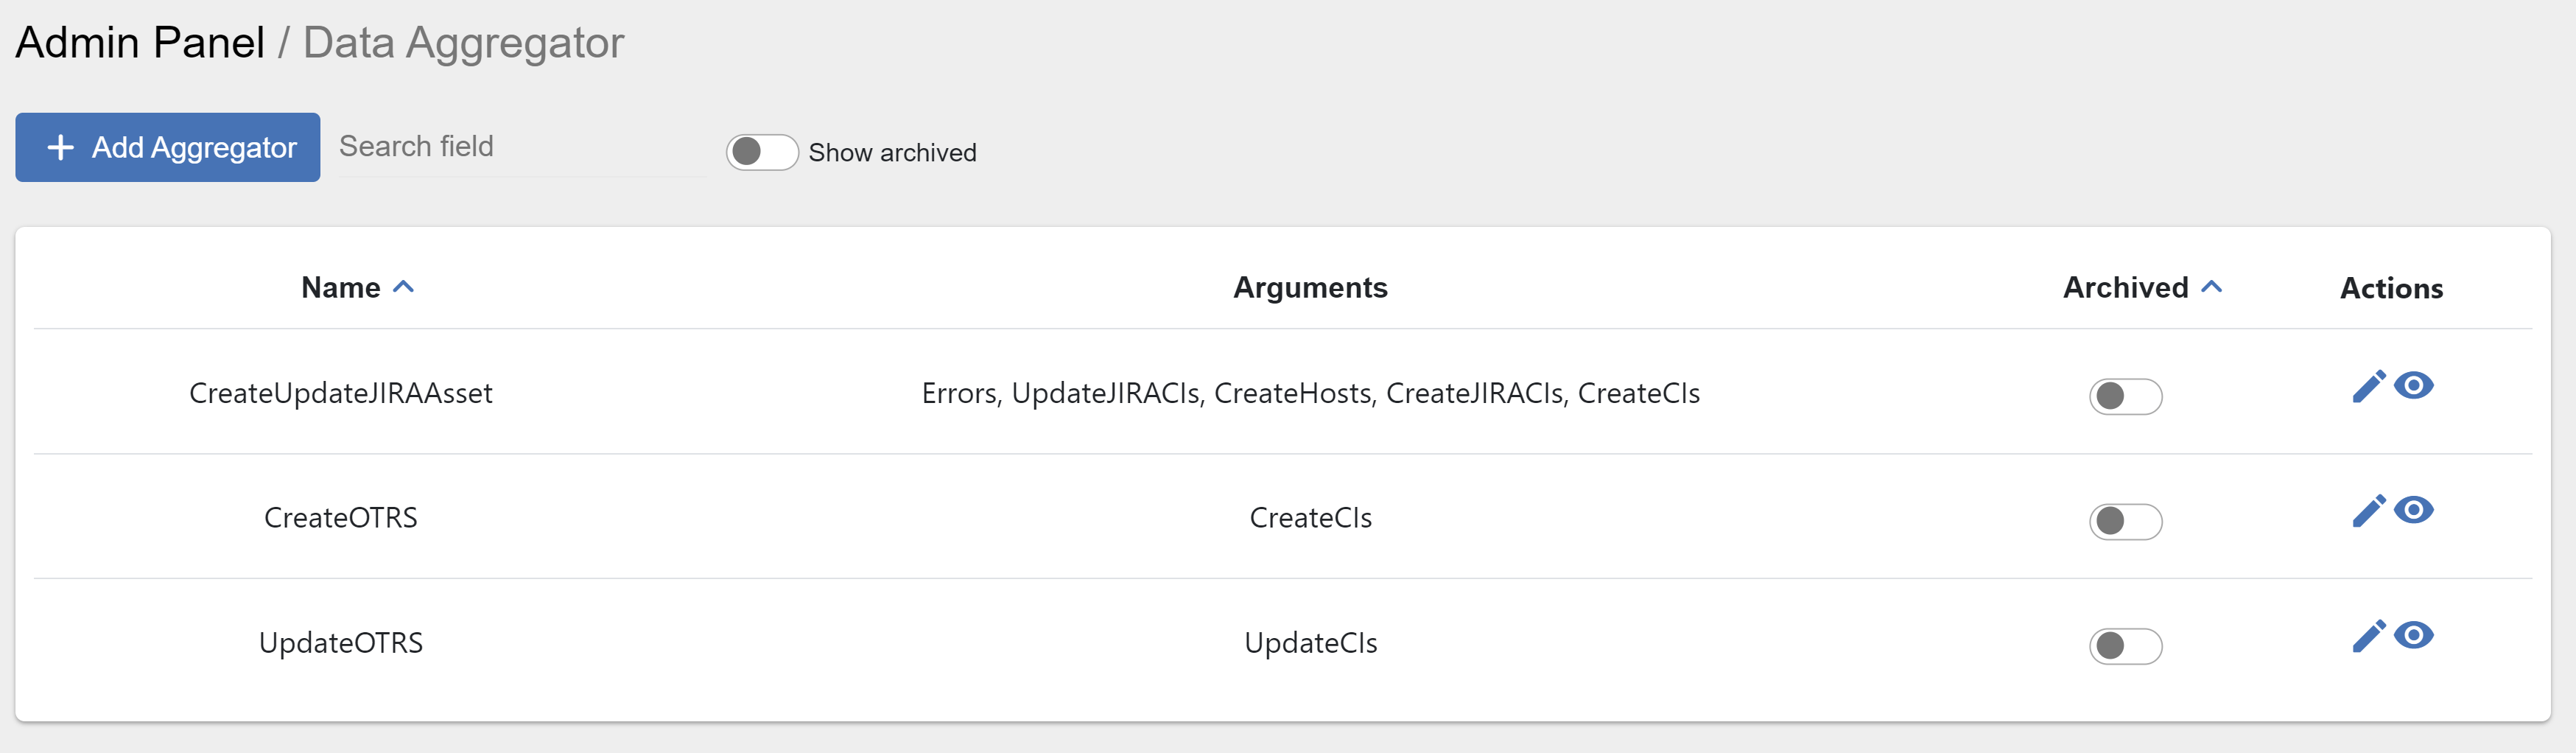 Admin Panel / Data Aggregator
+ Add Aggregator Search field Show archived
Name Arguments Archived Actions
CreateUpdateJIRAAsset Errors, UpdateJIRACIs, CreateHosts, CreateJIRACIs, CreateCIs
CreateOTRS CreateCIs
UpdateOTRS UpdateCIs